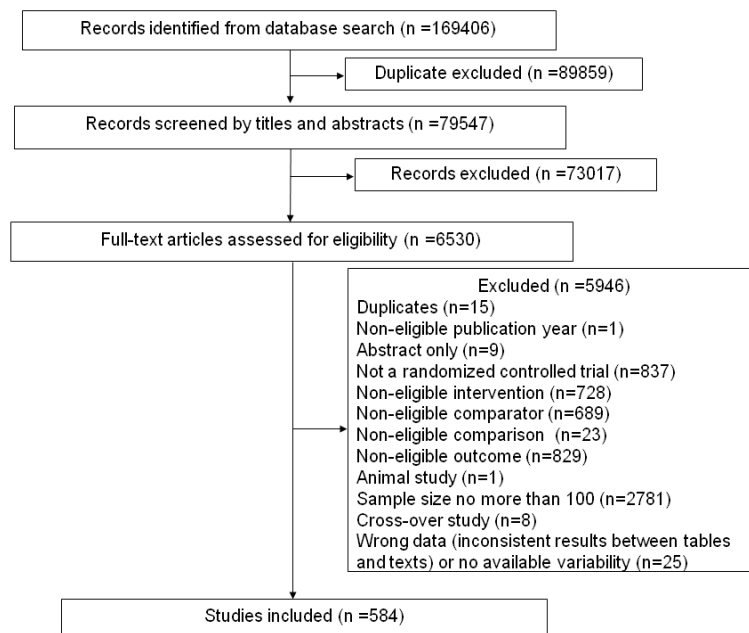 Records identified from database search (n =169406)
Duplicate excluded (n =89859)
Records screened by titles and abstracts (n =79547)
Records excluded (n =73017)
Full-text articles assessed for eligibility (n =6530)
Excluded (n =5946)
Duplicates (n=15)
Non-eligible publication year (n=1)
Abstract only (n=9)
Not a randomized controlled trial (n=837)
Non-eligible intervention (n=728)
Non-eligible comparator (n=689)
Non-eligible comparison (n=23)
Non-eligible outcome (n=829)
Animal study (n=1)
Sample size no more than 100 (n=2781)
Cross-over study (n=8)
Wrong data (inconsistent results between tables
and texts) or no available variability (n=25)
Studies included (n =584)